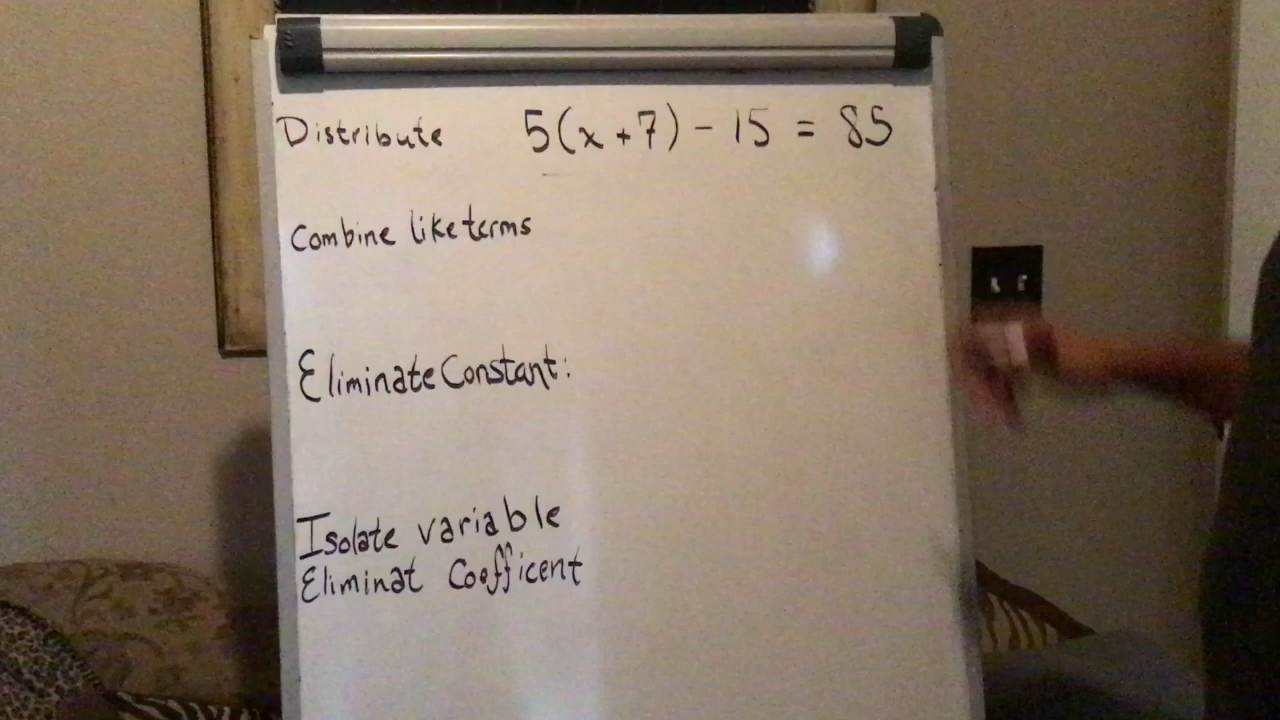 Distribute 5(x+7) - 15 = 85
Combine like terms
Eliminate Constant:
Isolate variable
Eliminat Coefficent